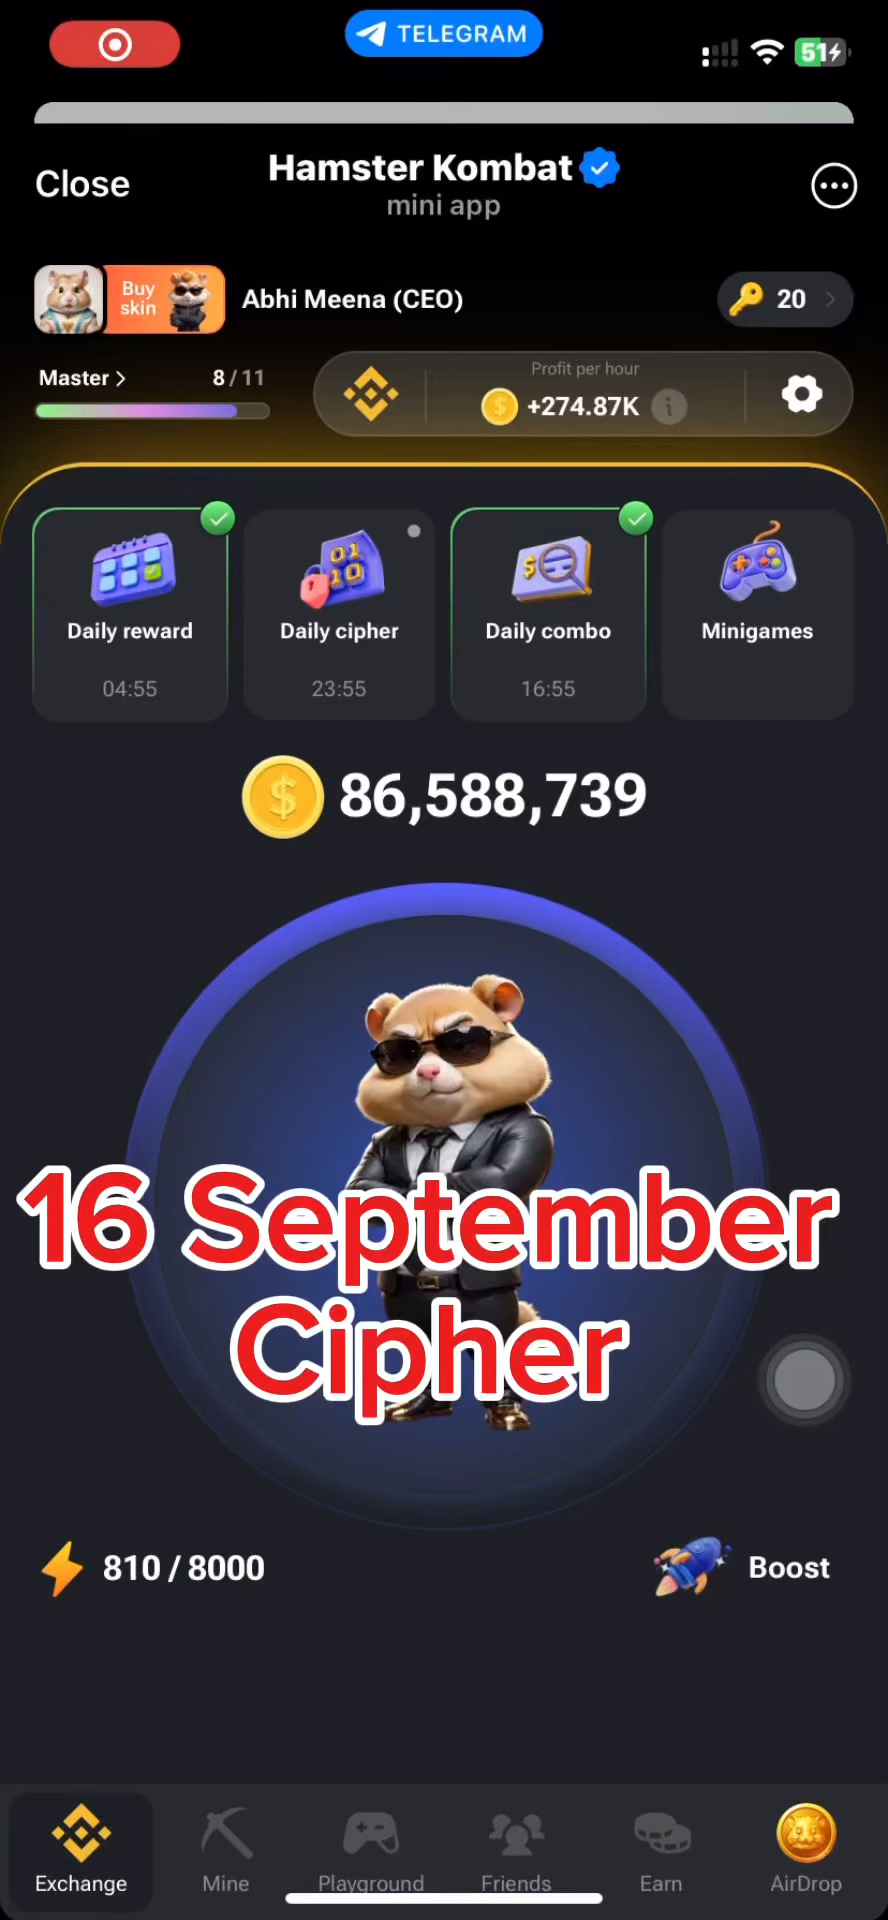 TELEGRAM
51
Close
Hamster Kombat
mini app
Buy
skin
Abhi Meena (CEO)
20
Master >
8/11
Profit per hour
+274.87K
Daily reward
04:55
Daily cipher
23:55
Daily combo
16:55
Minigames
86,588,739
16 September
Cipher
810 / 8000
Boost
Exchange
Mine
Playground
Friends
Earn
AirDrop